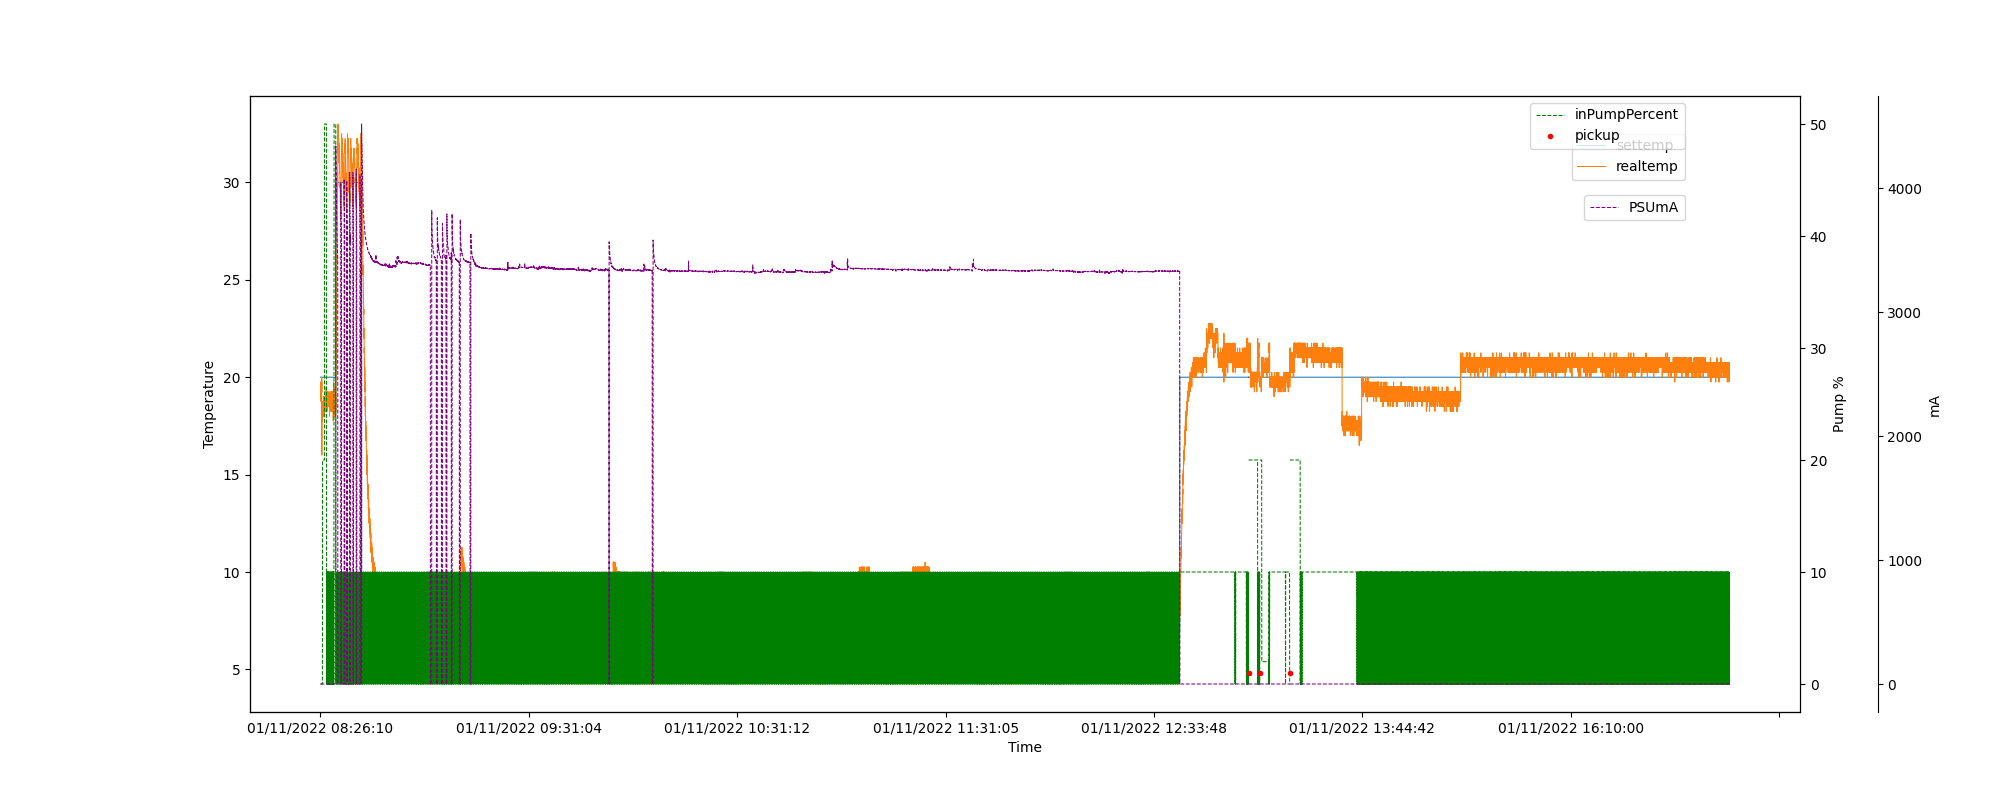 inPumpPercent
pickup
settemp
realtemp
PSUmA
30
25
20
15
10
5
Temperature
50
40
30
20
10
0
Pump %
4000
3000
2000
1000
0
mA
01/11/2022 08:26:10
01/11/2022 09:31:04
01/11/2022 10:31:12
01/11/2022 11:31:05
01/11/2022 12:33:48
01/11/2022 13:44:42
01/11/2022 16:10:00
Time